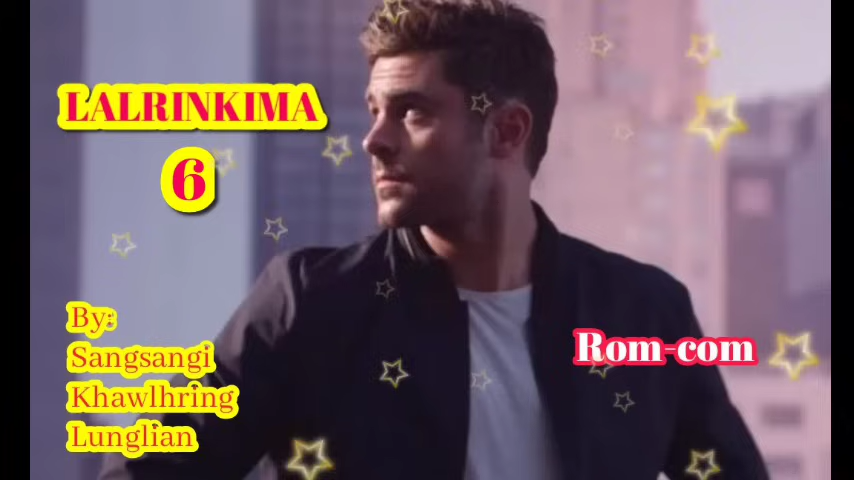 LALRINKIMA
6
By:
Sangsangi
Khawlhring
Lunglian
Rom-com